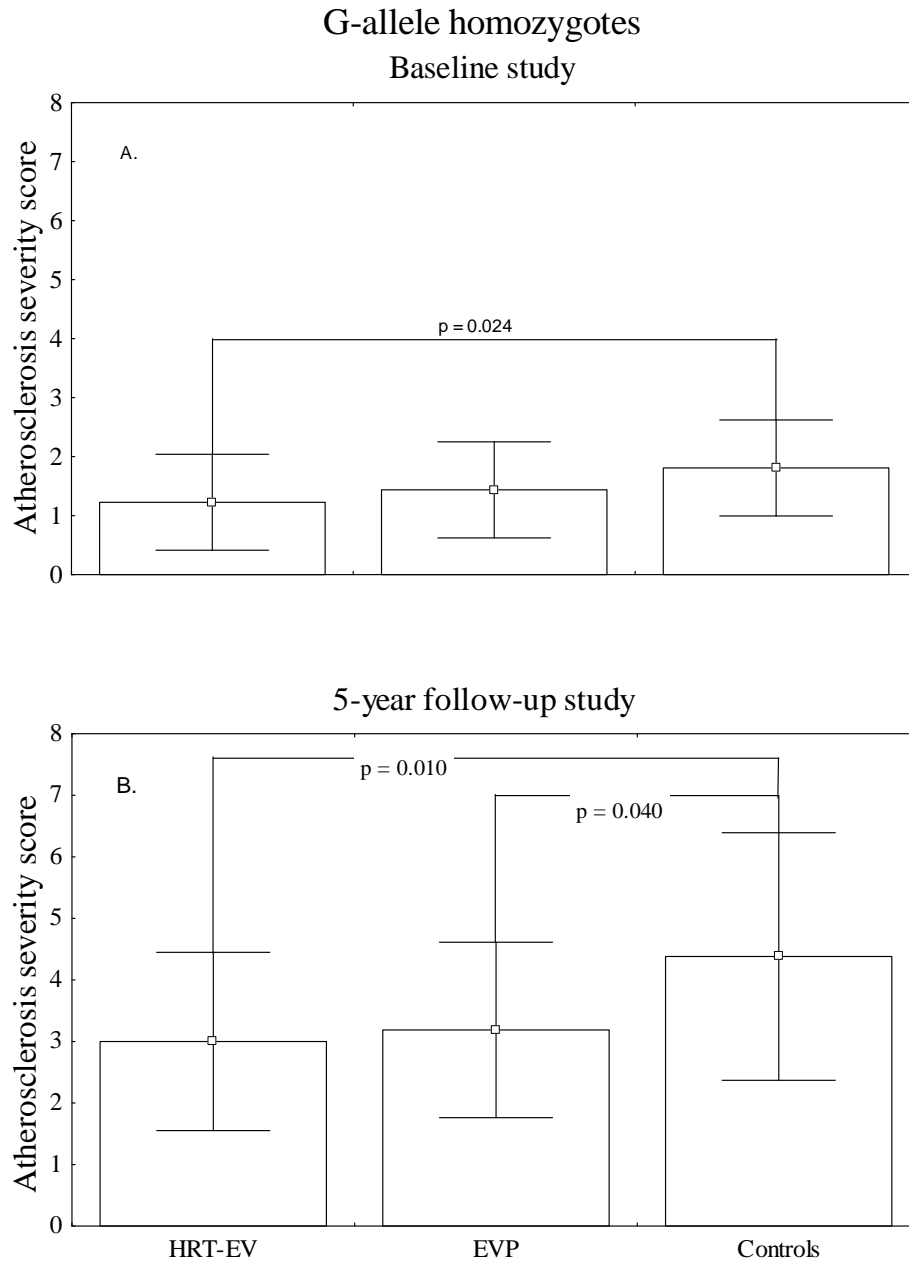 G-allele homozygotes
Baseline study
Atherosclerosis severity score
8
7
6
5
4
3
2
1
0
A.
p = 0.024
5-year follow-up study
Atherosclerosis severity score
8
7
6
5
4
3
2
1
0
B.
p = 0.010
p = 0.040
HRT-EV EVP Controls